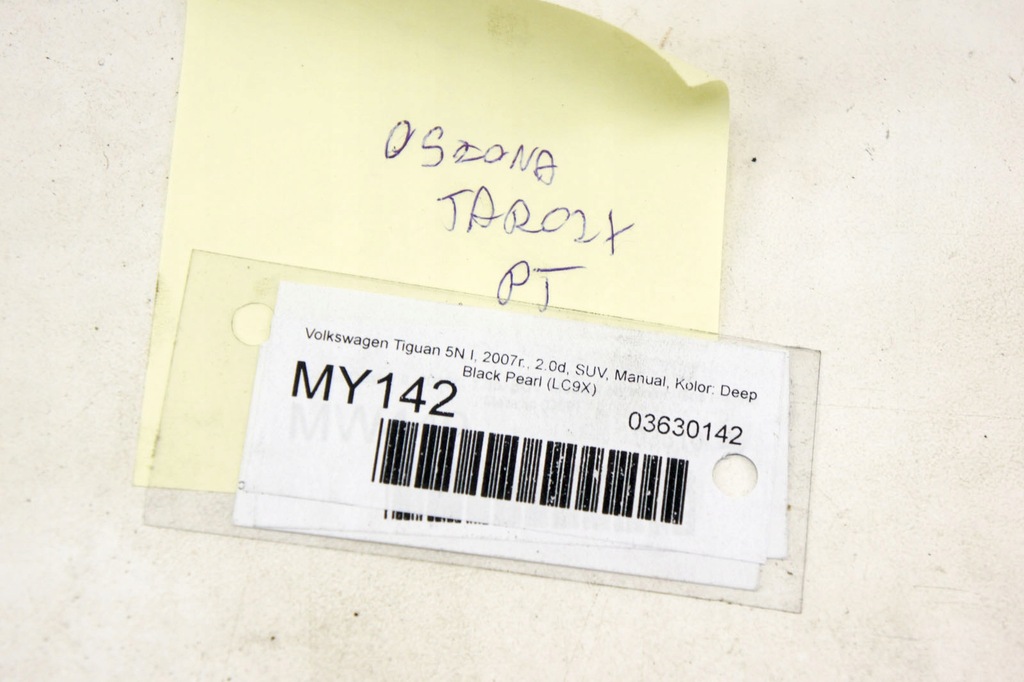 OSŁONA
TARCZY
PT
Volkswagen Tiguan 5N I, 2007r., 2.0d, SUV, Manual, Kolor: Deep
Black Pearl (LC9X)
MY142
03630142